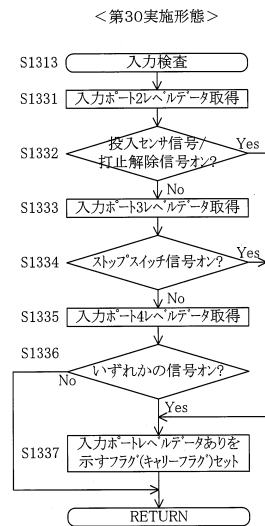 ＜第30実施形態＞
S1313
入力検査
S1331
入力ポート2レベルデータ取得
S1332
投入センサ信号/
打止解除信号オン?
Yes
No
S1333
入力ポート3レベルデータ取得
S1334
ストップスイッチ信号オン?
Yes
No
S1335
入力ポート4レベルデータ取得
S1336
いずれかの信号オン?
No
Yes
S1337
入力ポートレベルデータありを
示すフラグ(キャリーフラグ)セット
RETURN